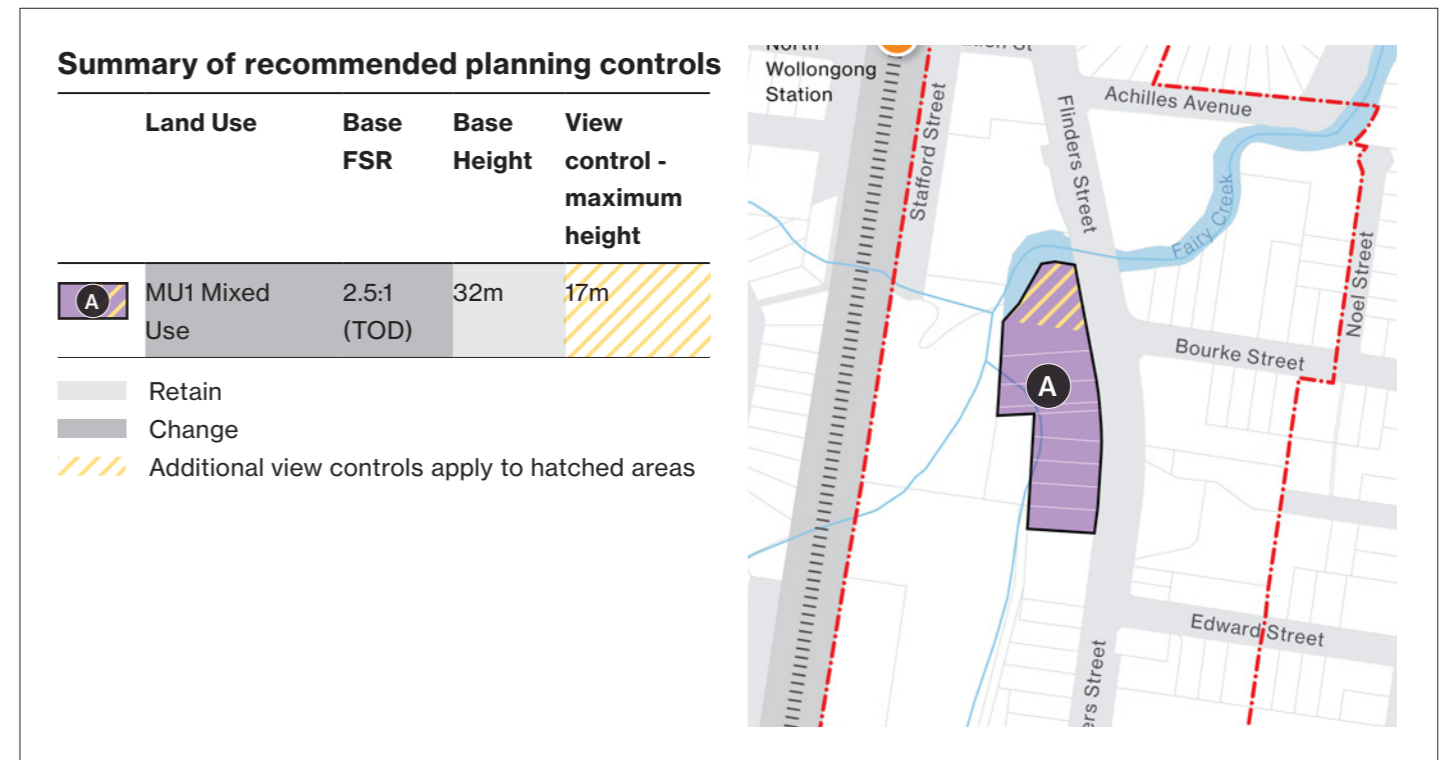 Summary of recommended planning controls
Land Use
Base
FSR
Base
Height
View
control -
maximum
height
A
MU1 Mixed
Use
2.5:1
(TOD)
32m
17m
Retain
Change
Additional view controls apply to hatched areas
North
Wollongong
Station
Stafford Street
Flinders Street
Achilles Avenue
Fairy Creek
Noel Street
Bourke Street
A
Edward Street
ers Street